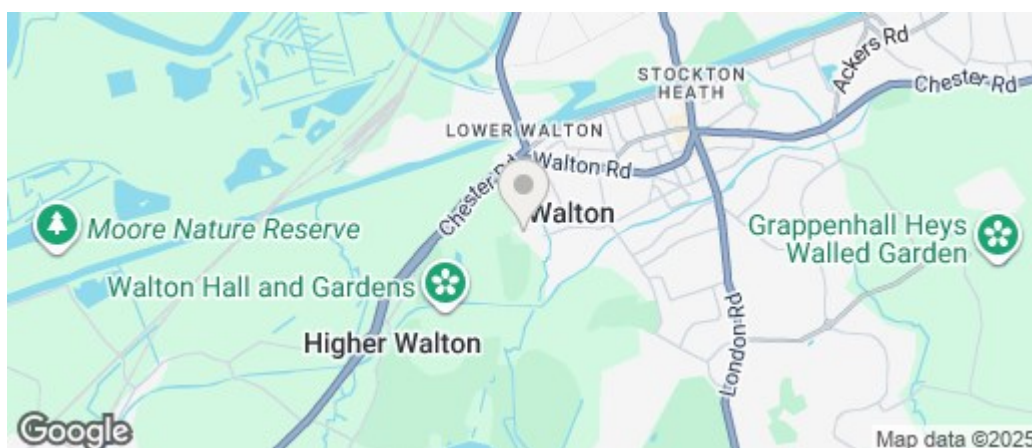 Ackers Rd
STOCKTON
HEATH
Chester Rd
LOWER WALTON
Walton Rd
Chester Rd
Walton
Moore Nature Reserve
Grappenhall Heys
Walled Garden
Walton Hall and Gardens
London Rd
Higher Walton
Google
Map data ©2025